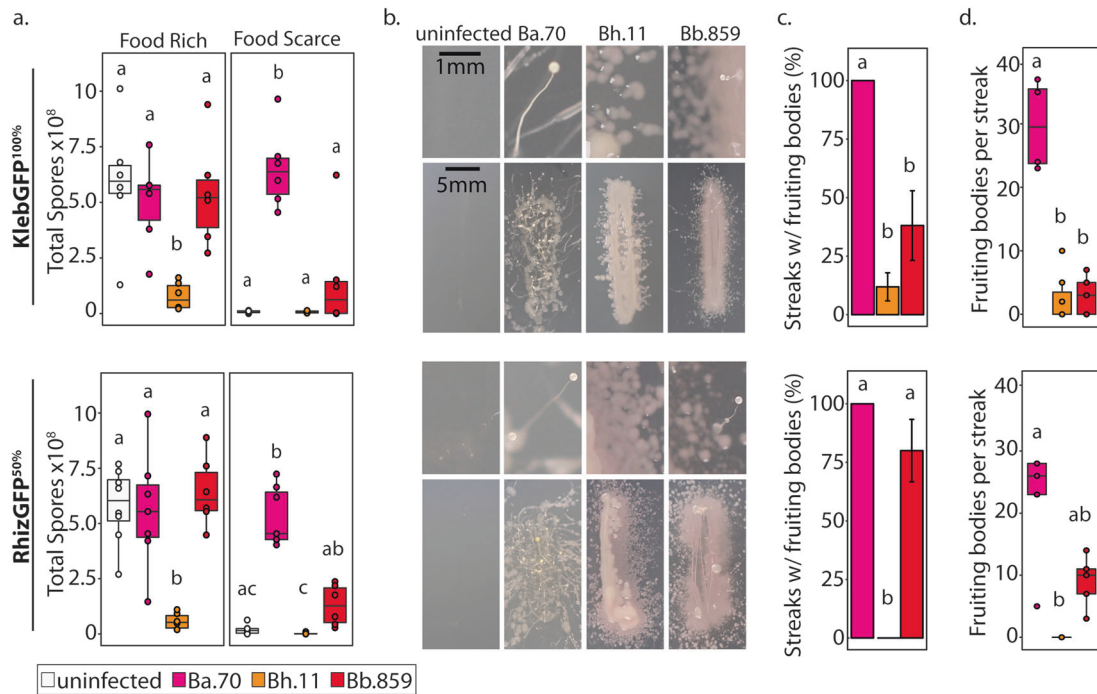 a.
b.
c.
d.
Food Rich
Food Scarce
uninfected Ba.70 Bh.11 Bb.859
KlebGFP100%
Total Spores x10⁸
10
7.5
5.0
2.5
0
a
a
b
a
a
b
a
a
1mm
5mm
Streaks w/ fruiting bodies (%)
100
75
50
25
0
a
b
b
Fruiting bodies per streak
40
30
20
10
0
a
b
b
RhizGFP50%
Total Spores x10⁸
10
7.5
5.0
2.5
0
a
a
b
a
ac
b
c
ab
Streaks w/ fruiting bodies (%)
100
75
50
25
0
a
b
a
Fruiting bodies per streak
40
30
20
10
0
a
b
ab
uninfected Ba.70 Bh.11 Bb.859